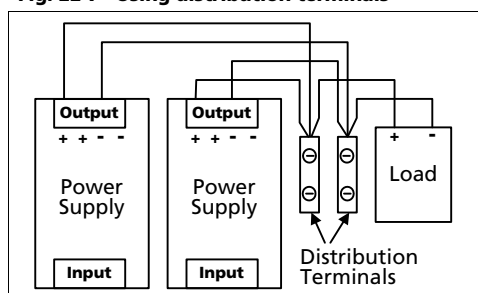 Fig. 22-1 Using distribution terminals
Output
+ + - -
Power
Supply
Input
Output
+ + - -
Power
Supply
Input
+ -
Load
Distribution
Terminals